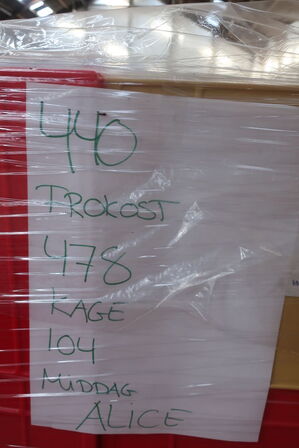 440
FROKOST
478
KAGE
104
MIDDAG
ALICE